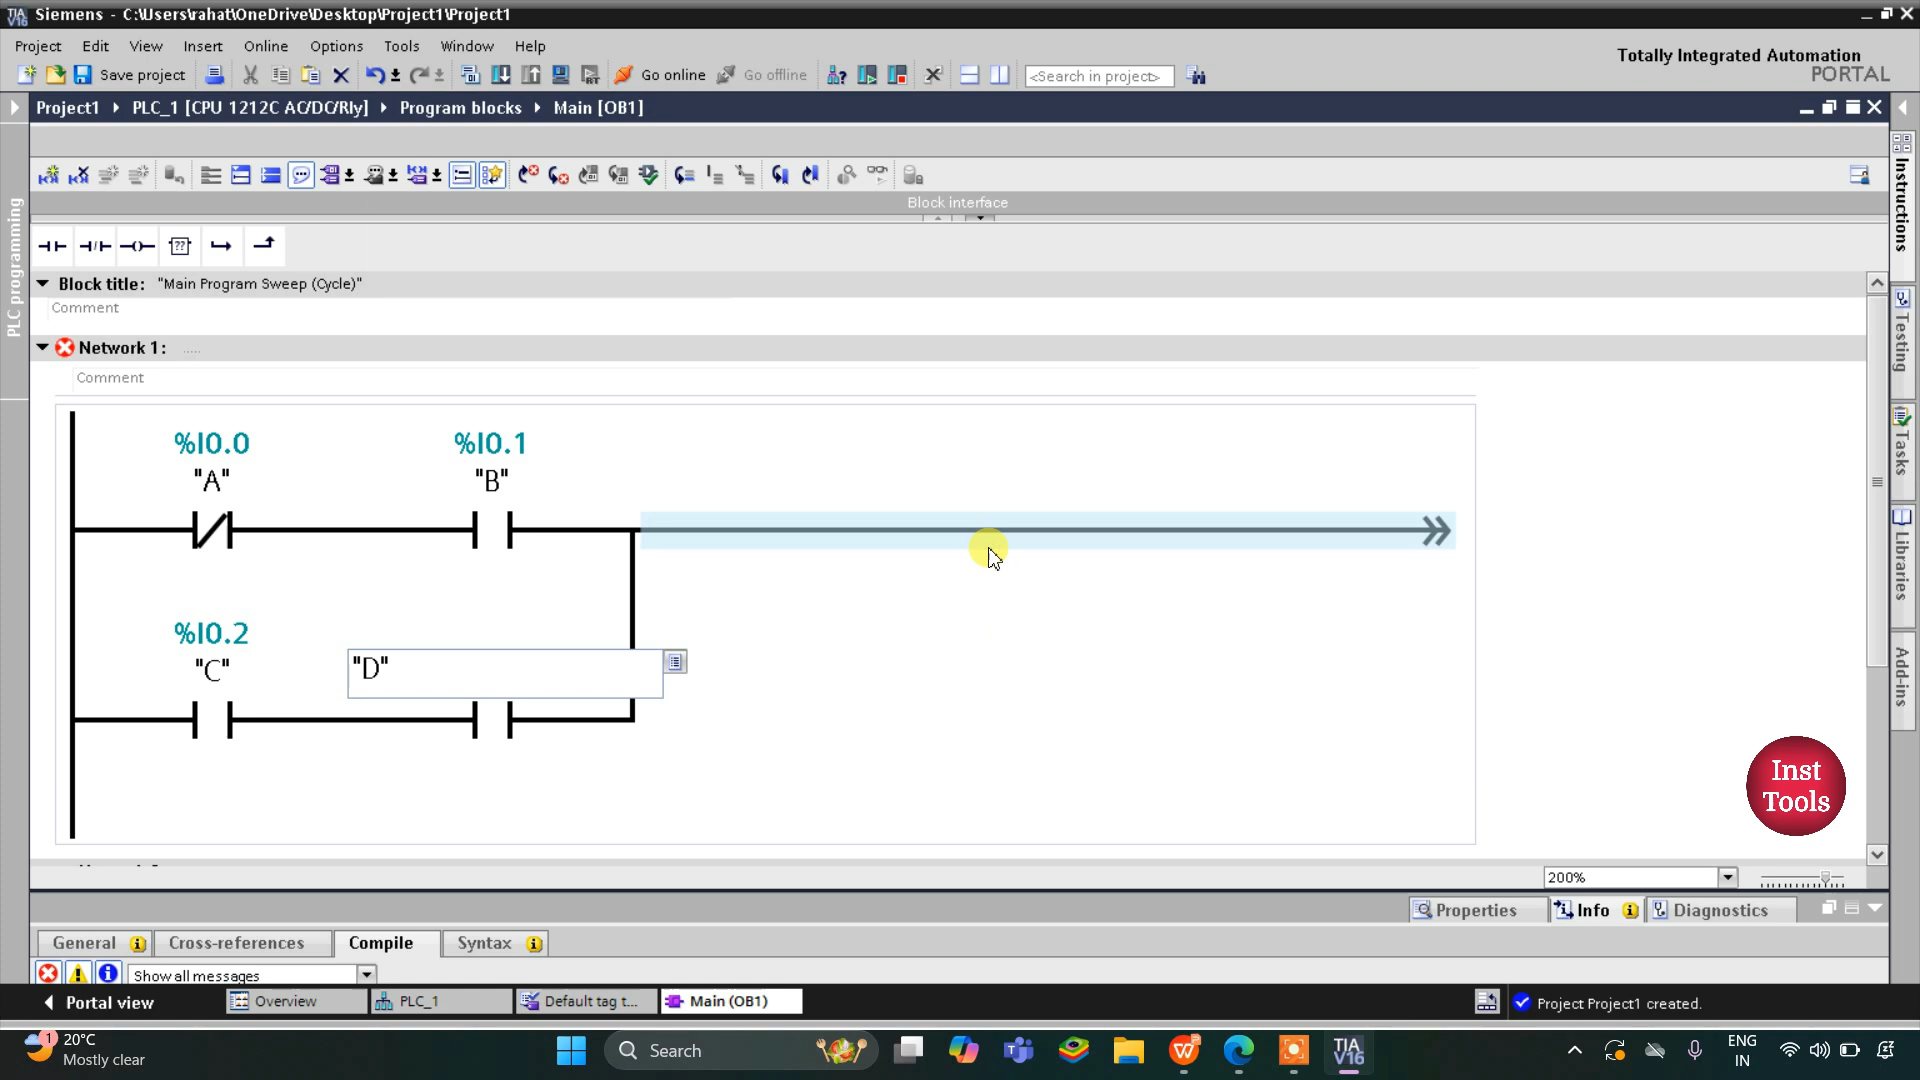 Siemens - C:\Users\rahat\OneDrive\Desktop\Project1\Project1
Project Edit View Insert Online Options Tools Window Help
Totally Integrated Automation
PORTAL
Save project
Go online
Go offline
<Search in project>
Project1 PLC_1 [CPU 1212C AC/DC/Rly] Program blocks Main [OB1]
Block interface
Block title: "Main Program Sweep (Cycle)"
Comment
Network 1: .....
Comment
%I0.0 %I0.1
"A" "B"
%I0.2
"C" "D"
PLC programming
Instructions
Testing
Tasks
Libraries
Add-ins
Inst
Tools
200%
Properties Info Diagnostics
General Cross-references Compile Syntax
Show all messages
Portal view Overview PLC_1 Default tag t... Main (OB1) Project Project1 created.
1
20°C
Mostly clear
Search
TIA
V16
ENG
IN